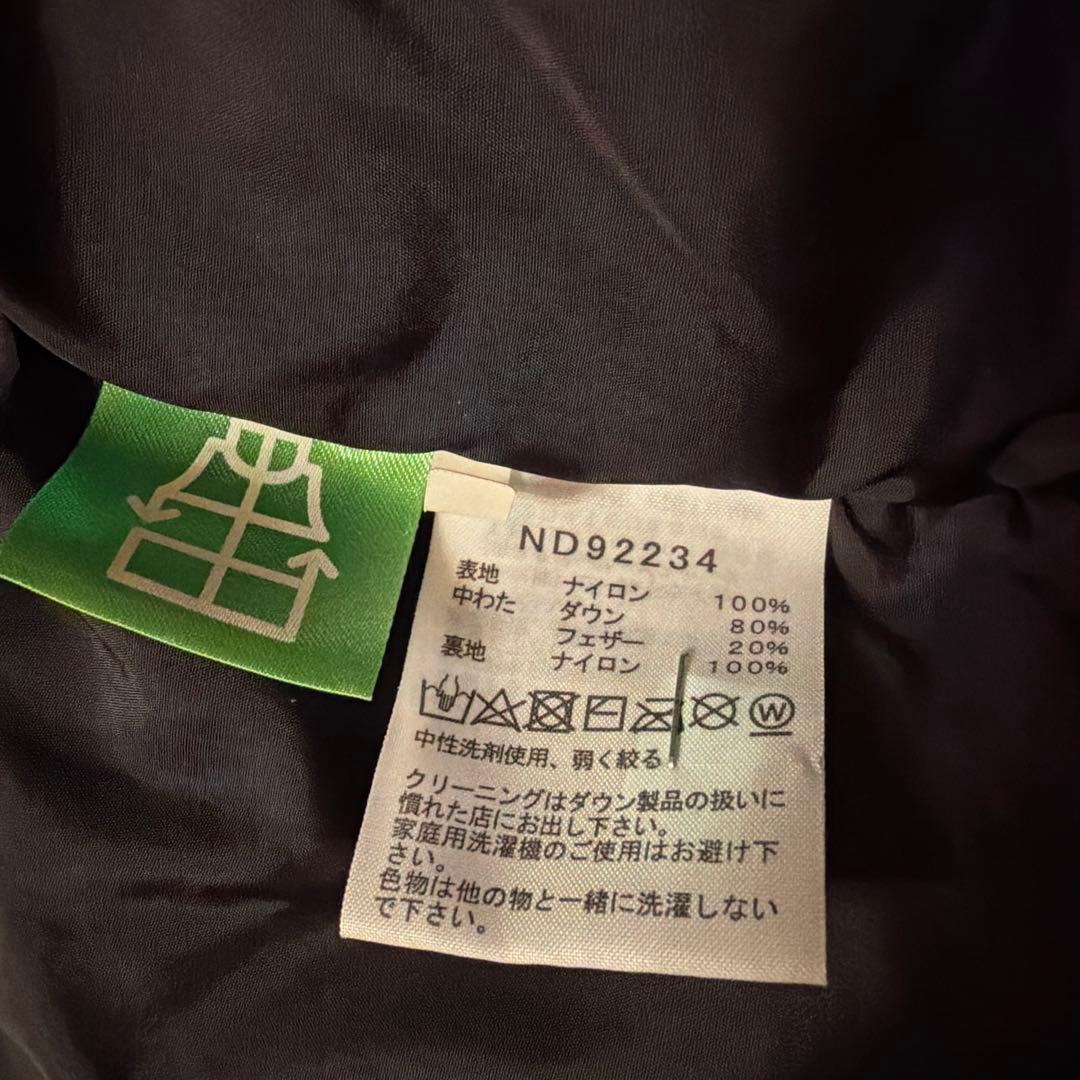 ND92234
表地 ナイロン 100%
中わた ダウン 80%
フェザー 20%
裏地 ナイロン 100%
W
中性洗剤使用、弱く絞る
クリーニングはダウン製品の扱いに
慣れた店にお出し下さい。
家庭用洗濯機のご使用はお避け下
さい。
色物は他の物と一緒に洗濯しない
で下さい。